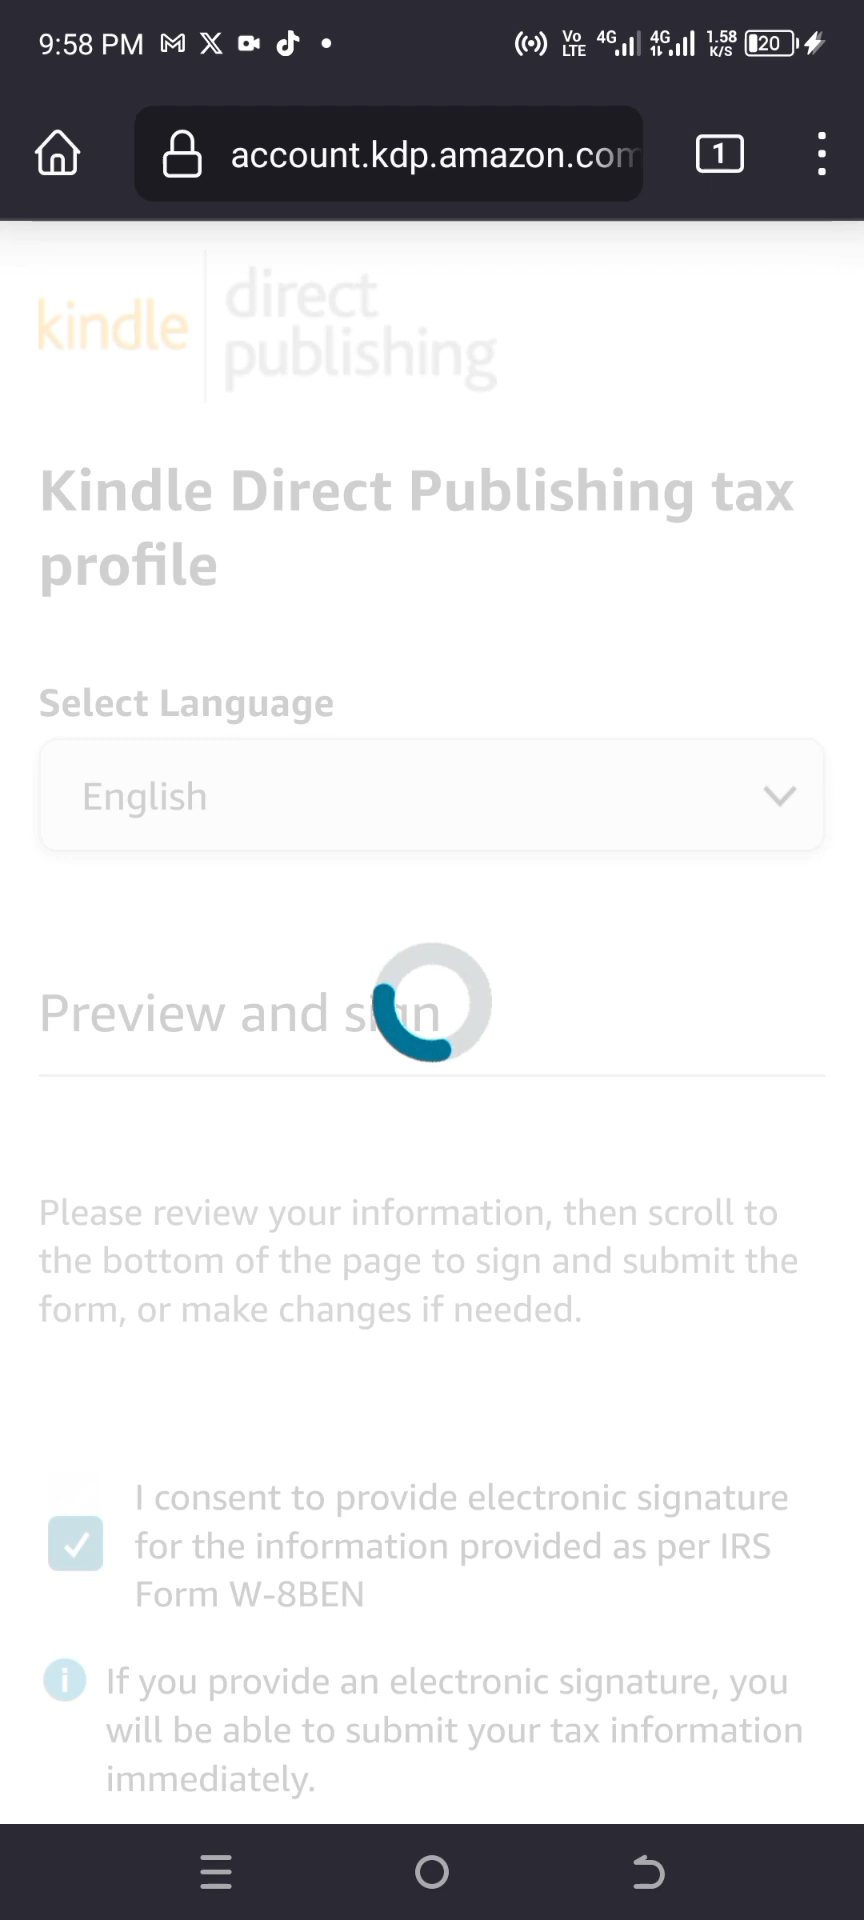 9:58 PM
Vo LTE 4G 4G 1.58 K/S 20
account.kdp.amazon.com
1
kindle
direct
publishing
Kindle Direct Publishing tax
profile
Select Language
English
Preview and sign
Please review your information, then scroll to
the bottom of the page to sign and submit the
form, or make changes if needed.
I consent to provide electronic signature
for the information provided as per IRS
Form W-8BEN
If you provide an electronic signature, you
will be able to submit your tax information
immediately.